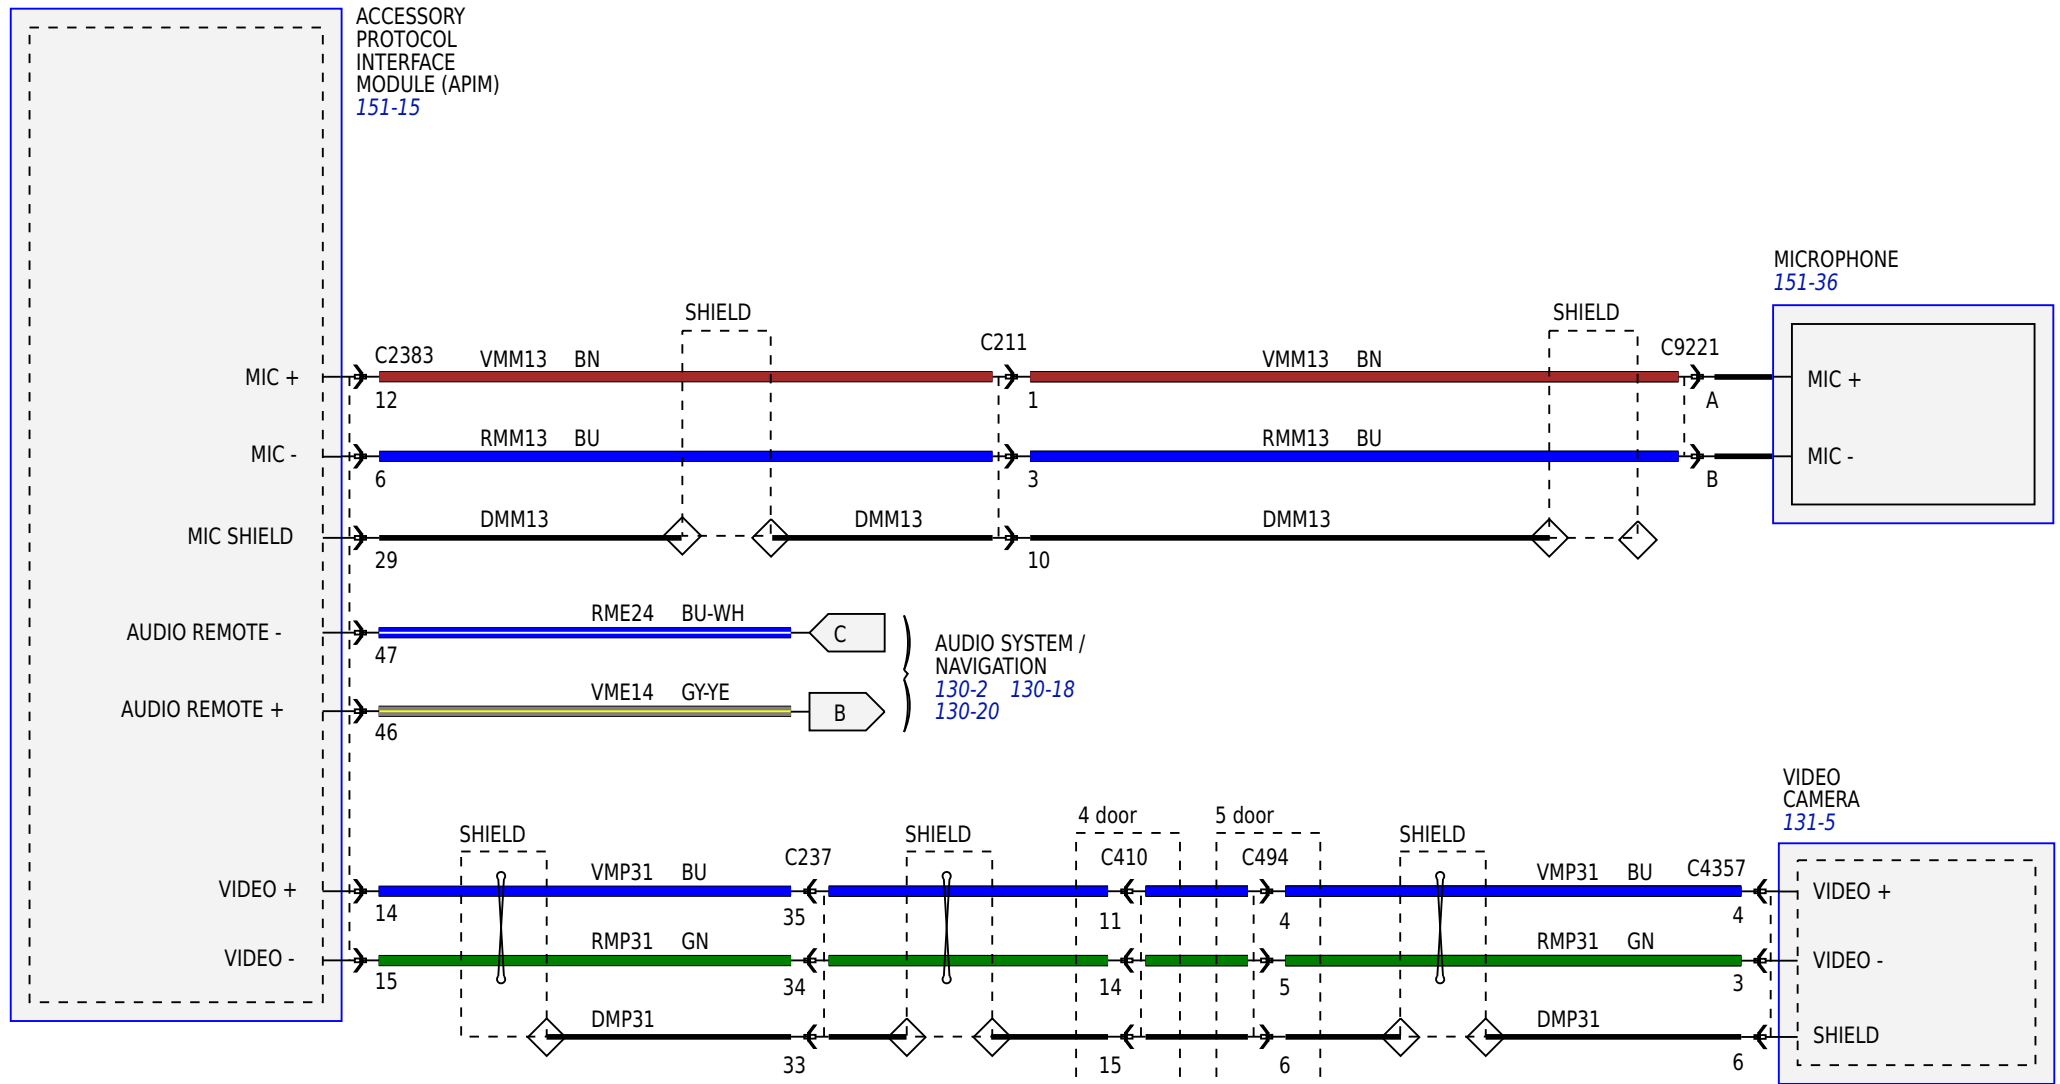 ACCESSORY
PROTOCOL
INTERFACE
MODULE (APIM)
151-15
MICROPHONE
151-36
SHIELD
SHIELD
C2383
VMM13 BN
C211
VMM13 BN
C9221
MIC +
12
1
A
MIC +
RMM13 BU
RMM13 BU
MIC -
6
3
B
MIC -
DMM13
DMM13
DMM13
MIC SHIELD
29
10
RME24 BU-WH
AUDIO REMOTE -
47
C
AUDIO SYSTEM /
NAVIGATION
130-2 130-18
130-20
VME14 GY-YE
AUDIO REMOTE +
46
B
VIDEO
CAMERA
131-5
4 door
5 door
SHIELD
SHIELD
SHIELD
C237
C410
C494
C4357
VMP31 BU
VMP31 BU
VIDEO +
14
35
11
4
4
VIDEO +
RMP31 GN
RMP31 GN
VIDEO -
15
34
14
5
3
VIDEO -
DMP31
DMP31
33
15
6
6
SHIELD